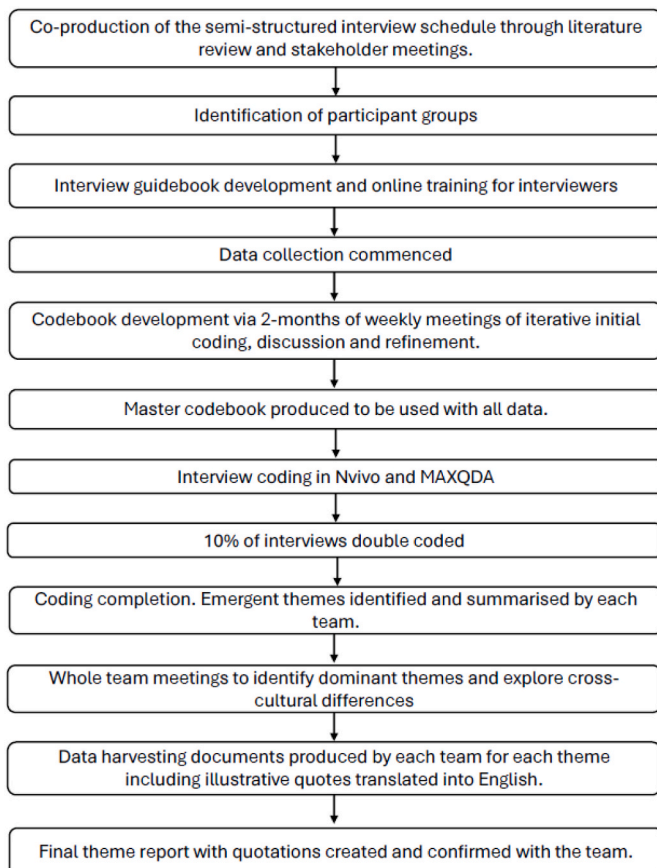 Co-production of the semi-structured interview schedule through literature
review and stakeholder meetings.
Identification of participant groups
Interview guidebook development and online training for interviewers
Data collection commenced
Codebook development via 2-months of weekly meetings of iterative initial
coding, discussion and refinement.
Master codebook produced to be used with all data.
Interview coding in Nvivo and MAXQDA
10% of interviews double coded
Coding completion. Emergent themes identified and summarised by each
team.
Whole team meetings to identify dominant themes and explore cross-
cultural differences
Data harvesting documents produced by each team for each theme
including illustrative quotes translated into English.
Final theme report with quotations created and confirmed with the team.